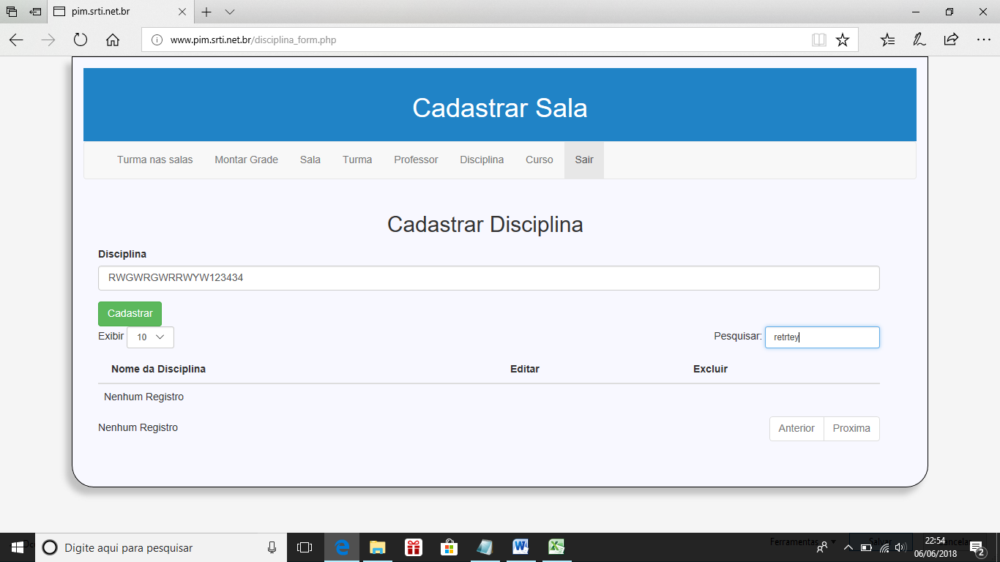 pim.srti.net.br
www.pim.srti.net.br/disciplina_form.php
Cadastrar Sala
Turma nas salas Montar Grade Sala Turma Professor Disciplina Curso Sair
Cadastrar Disciplina
Disciplina
RWGWRGWRRWYW123434
Cadastrar
Exibir 10 Pesquisar: retrtey
Nome da Disciplina Editar Excluir
Nenhum Registro
Nenhum Registro Anterior Proxima
Digite aqui para pesquisar
Ferramentas Salvar
22:54
06/06/2018
2